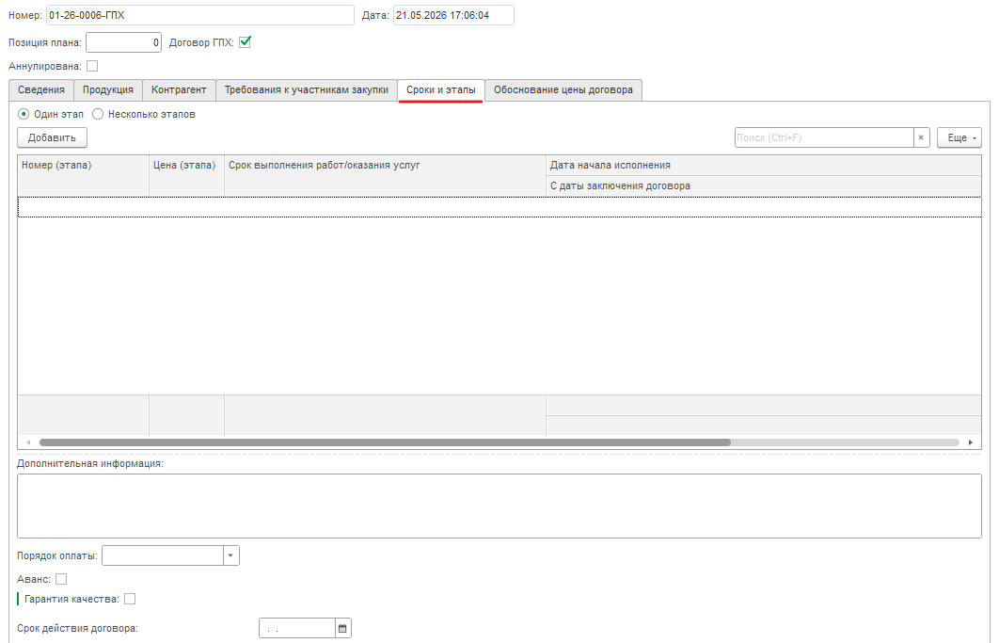 Номер: 01-26-0006-ГПХ Дата: 21.05.2026 17:06:04
Позиция плана: 0 Договор ГПХ:
Аннулирована:
Сведения Продукция Контрагент Требования к участникам закупки Сроки и этапы Обоснование цены договора
Один этап Несколько этапов
Добавить Поиск (Ctrl+F) × Еще
Номер (этапа) Цена (этапа) Срок выполнения работ/оказания услуг Дата начала исполнения
С даты заключения договора
Дополнительная информация:
Порядок оплаты:
Аванс:
Гарантия качества:
Срок действия договора: . .